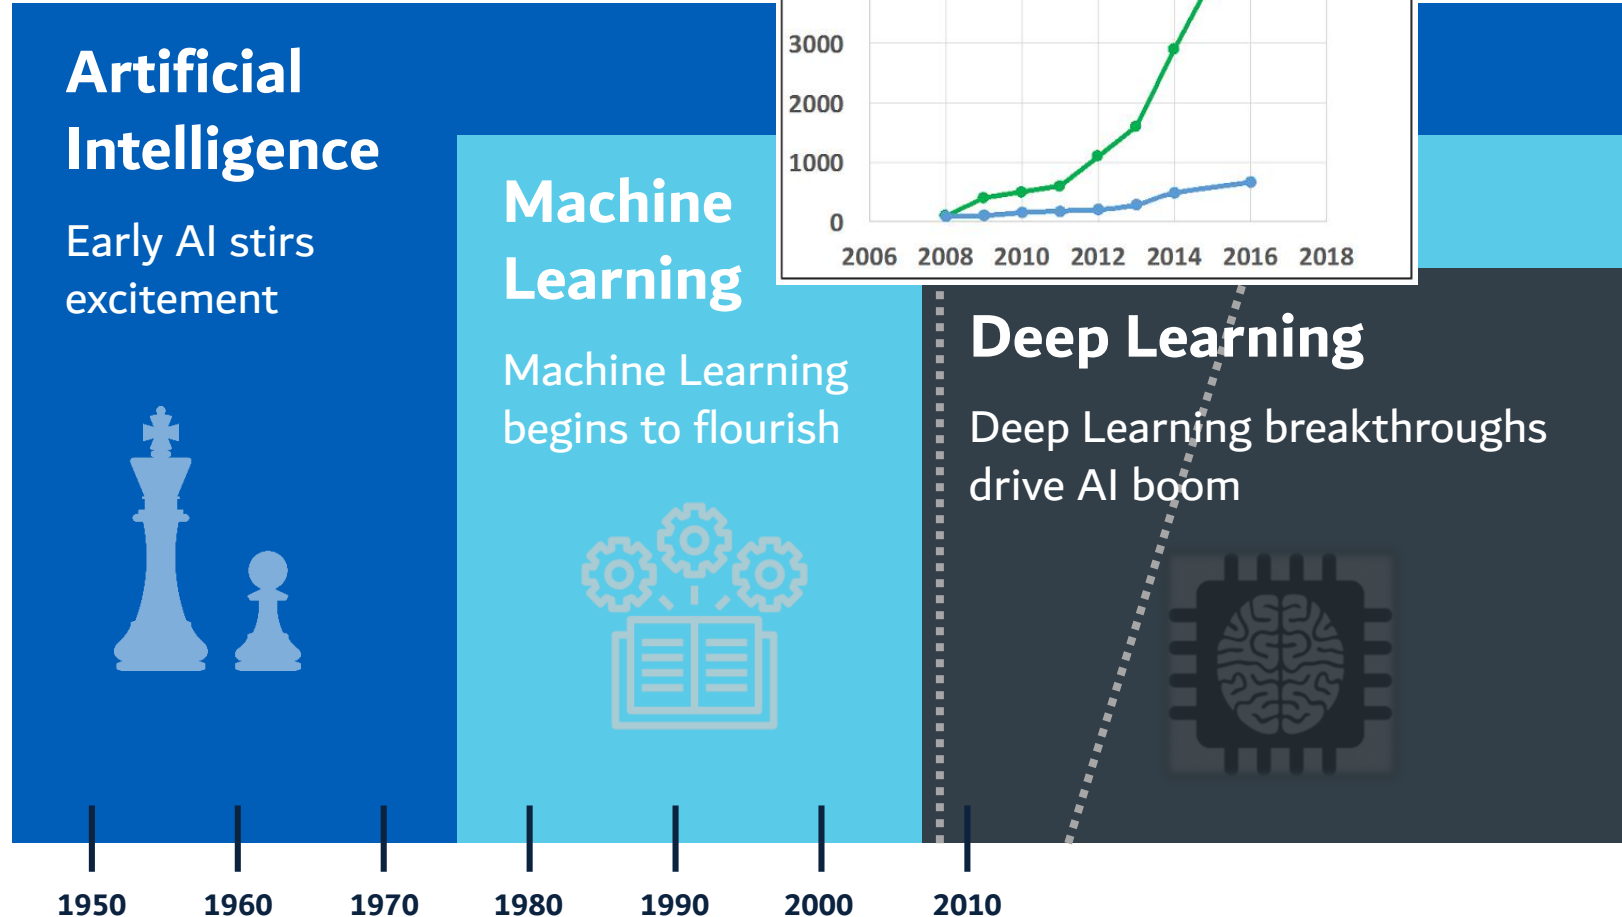 Artificial
Intelligence
Early AI stirs
excitement
Machine
Learning
Machine Learning
begins to flourish
3000
2000
1000
0
2006 2008 2010 2012 2014 2016 2018
Deep Learning
Deep Learning breakthroughs
drive AI boom
1950 1960 1970 1980 1990 2000 2010